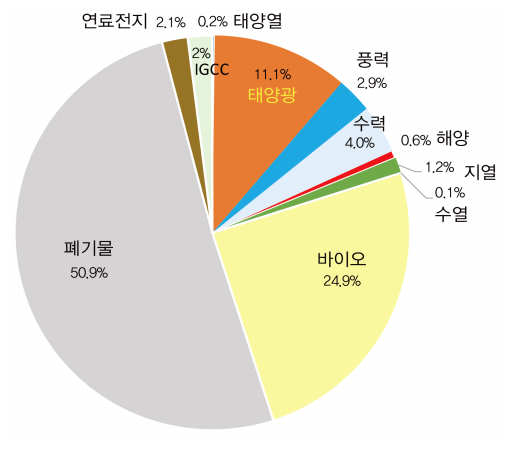 연료전지 2.1%
0.2% 태양열
2%
IGCC
11.1%
태양광
풍력
2.9%
수력
4.0%
0.6% 해양
1.2% 지열
0.1%
수열
바이오
24.9%
폐기물
50.9%